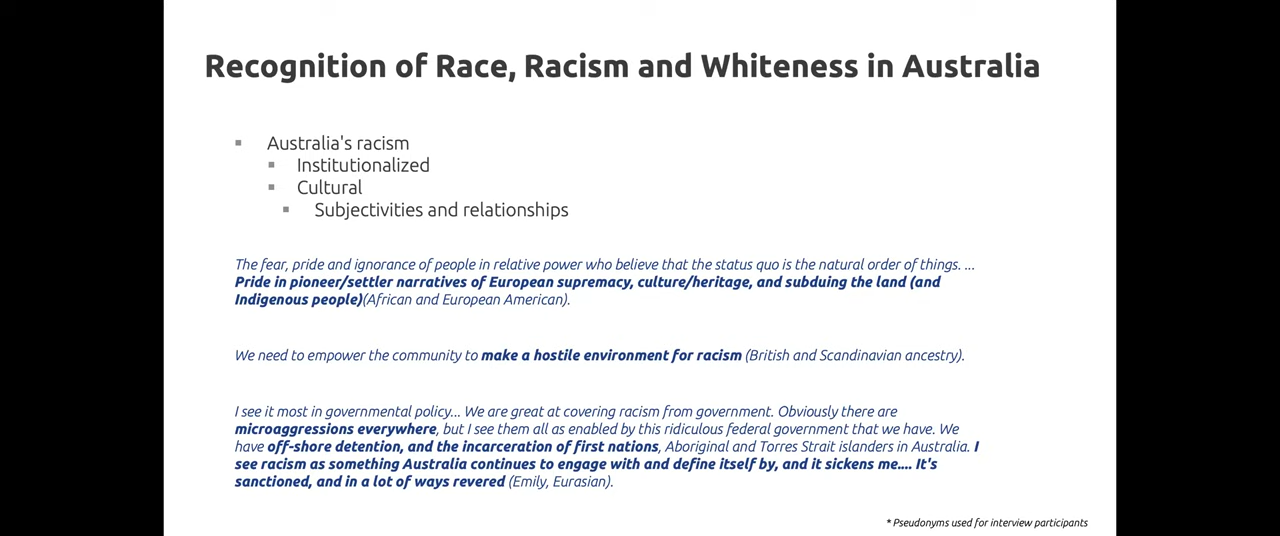 Recognition of Race, Racism and Whiteness in Australia
▪ Australia's racism
▪ Institutionalized
▪ Cultural
▪ Subjectivities and relationships
The fear, pride and ignorance of people in relative power who believe that the status quo is the natural order of things. ...
Pride in pioneer/settler narratives of European supremacy, culture/heritage, and subduing the land (and
Indigenous people)(African and European American).
We need to empower the community to make a hostile environment for racism (British and Scandinavian ancestry).
I see it most in governmental policy... We are great at covering racism from government. Obviously there are
microaggressions everywhere, but I see them all as enabled by this ridiculous federal government that we have. We
have off-shore detention, and the incarceration of first nations, Aboriginal and Torres Strait islanders in Australia. I
see racism as something Australia continues to engage with and define itself by, and it sickens me.... It's
sanctioned, and in a lot of ways revered (Emily, Eurasian).
* Pseudonyms used for interview participants